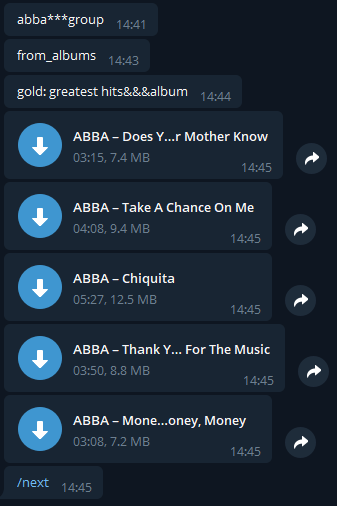 abba***group 14:41
from_albums 14:43
gold: greatest hits&&&album 14:44
ABBA – Does Y...r Mother Know
03:15, 7.4 MB 14:45
ABBA – Take A Chance On Me
04:08, 9.4 MB 14:45
ABBA – Chiquita
05:27, 12.5 MB 14:45
ABBA – Thank Y... For The Music
03:50, 8.8 MB 14:45
ABBA – Mone...oney, Money
03:08, 7.2 MB 14:45
/next 14:45